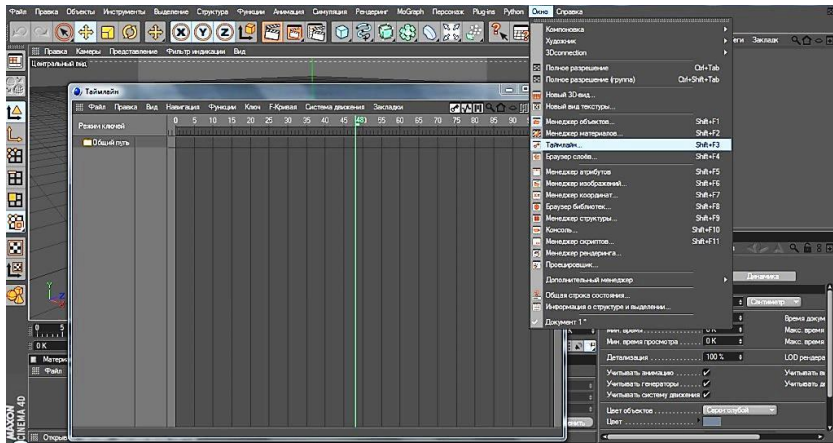 Файл Правка Объекты Инструменты Выделение Структура Функции Анимация Симуляция Рендеринг MoGraph Персонаж Plug-ins Python Окно Справка
Правка Камеры Представление Фильтр индикации Вид
Закладк
Центральный вид
Таймлайн
Файл Правка Вид Навигация Функции Ключ F-Кривая Система движения Закладки
Режим ключей
0 5 10 15 20 25 30 35 40 45 48) 55 60 65 70 75 80 85 90
Общий путь
Компоновка
Художник
3Dconnection
Полное разрешение Ctrl+Tab
Полное разрешение (группа) Ctrl+Shift+Tab
Новый 3D-вид...
Новый вид текстуры...
Менеджер объектов... Shift+F1
Менеджер материалов... Shift+F2
Таймлайн... Shift+F3
Браузер слоёв... Shift+F4
Менеджер атрибутов Shift+F5
Менеджер изображений... Shift+F6
Менеджер координат... Shift+F7
Браузер библиотек... Shift+F8
Менеджер структуры... Shift+F9
Консоль... Shift+F10
Менеджер скриптов... Shift+F11
Менеджер рендеринга...
Проецировщик...
Дополнительный менеджер
Общая строка состояния...
Информация о структуре и выделении...
Документ 1 *
X Y Z
Y
Z
0 5
0 K
Матери
Файл
Откры
MAXON
CINEMA 4D
Динамика
Сантиметр
Время докум
Мин. время 0 K Макс. время
Мин. время просмотра 0 K Макс. время
Детализация 100 % LOD рендера
Учитывать анимацию Учитывать в
Учитывать генераторы Учитывать д
Учитывать систему движения
Цвет объектов Серо-голубой
Цвет